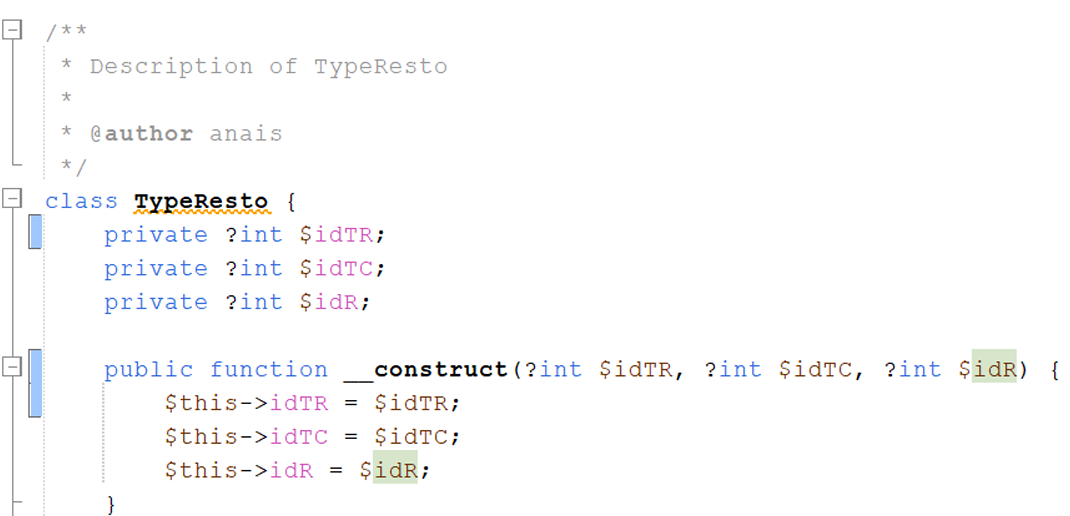 /**
 * Description of TypeResto
 *
 * @author anais
 */
class TypeResto {
    private ?int $idTR;
    private ?int $idTC;
    private ?int $idR;
    public function __construct(?int $idTR, ?int $idTC, ?int $idR) {
        $this->idTR = $idTR;
        $this->idTC = $idTC;
        $this->idR = $idR;
    }